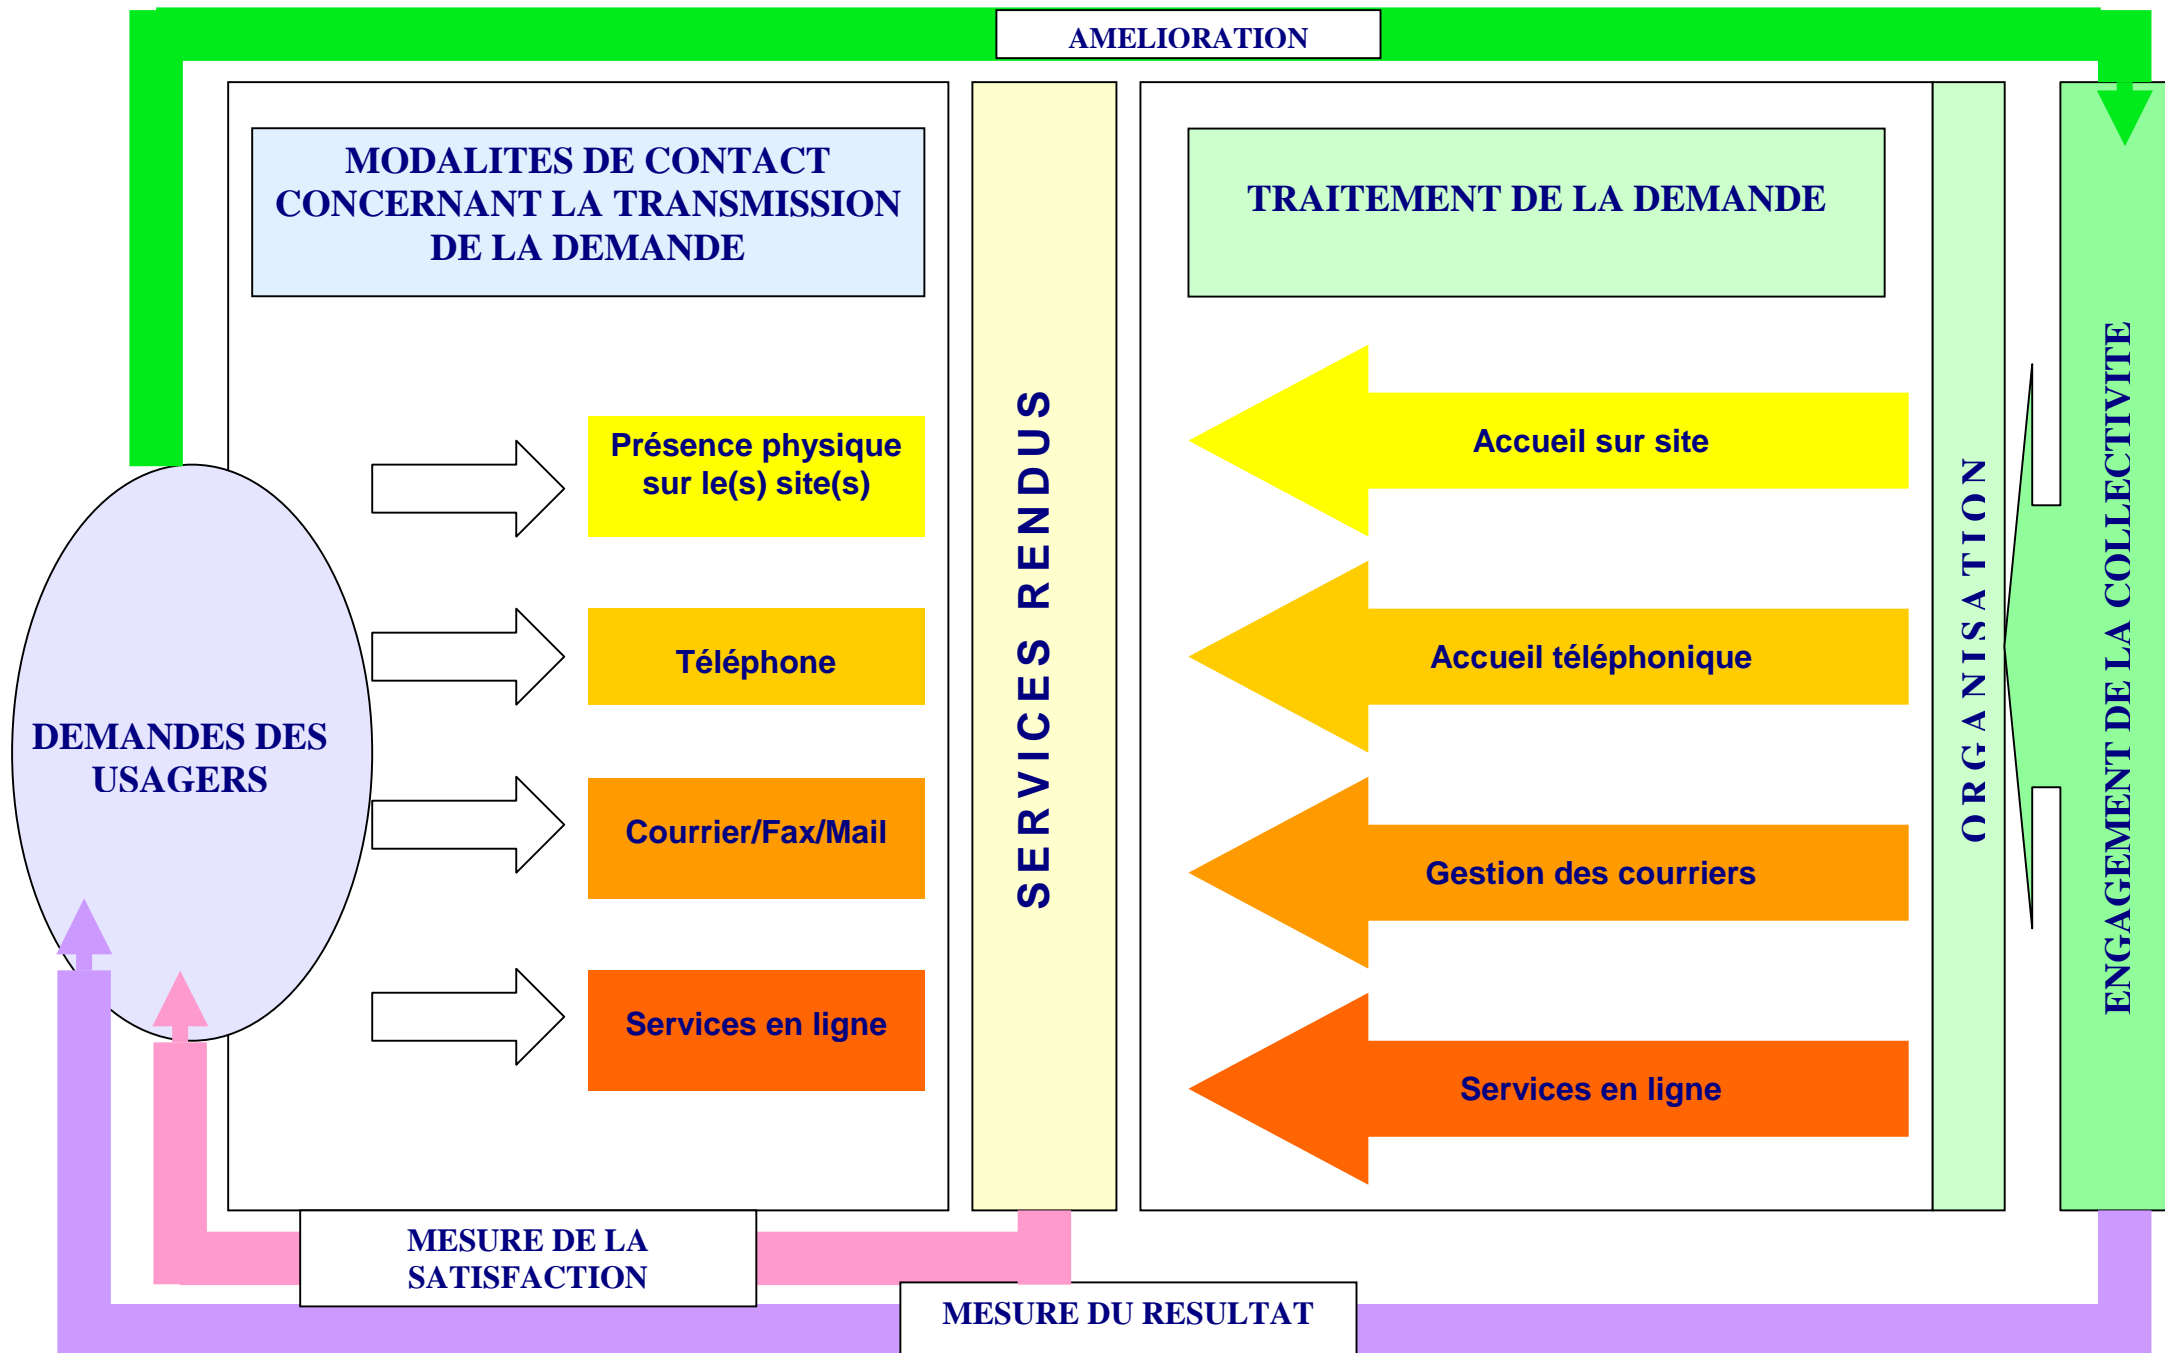 AMELIORATION
MODALITES DE CONTACT
CONCERNANT LA TRANSMISSION
DE LA DEMANDE
TRAITEMENT DE LA DEMANDE
DEMANDES DES
USAGERS
Présence physique
sur le(s) site(s)
Téléphone
Courrier/Fax/Mail
Services en ligne
SERVICES RENDUS
Accueil sur site
Accueil téléphonique
Gestion des courriers
Services en ligne
ORGANISATION
ENGAGEMENT DE LA COLLECTIVITE
MESURE DE LA
SATISFACTION
MESURE DU RESULTAT